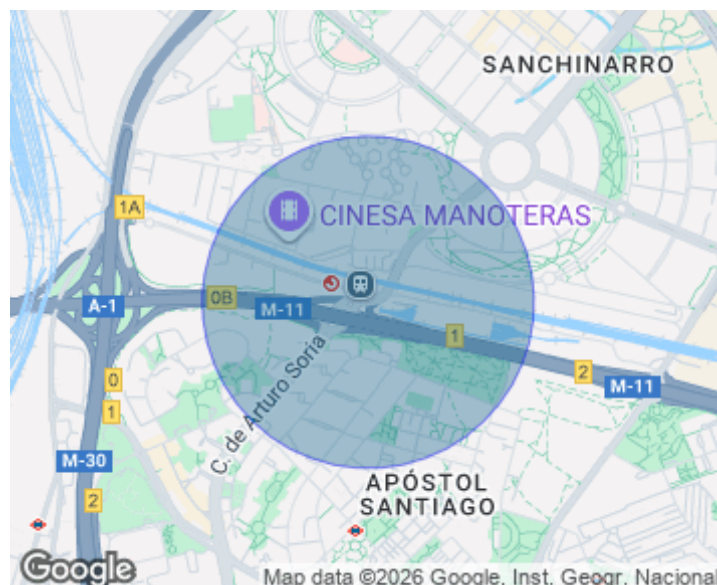 SANCHINARRO
1A
CINESA MANOTERAS
0B
A-1
M-11
1
2
M-11
0
1
C. de Arturo Soria
M-30
APÓSTOL
SANTIAGO
2
Google
Map data ©2026 Google, Inst. Geogr. Nacional